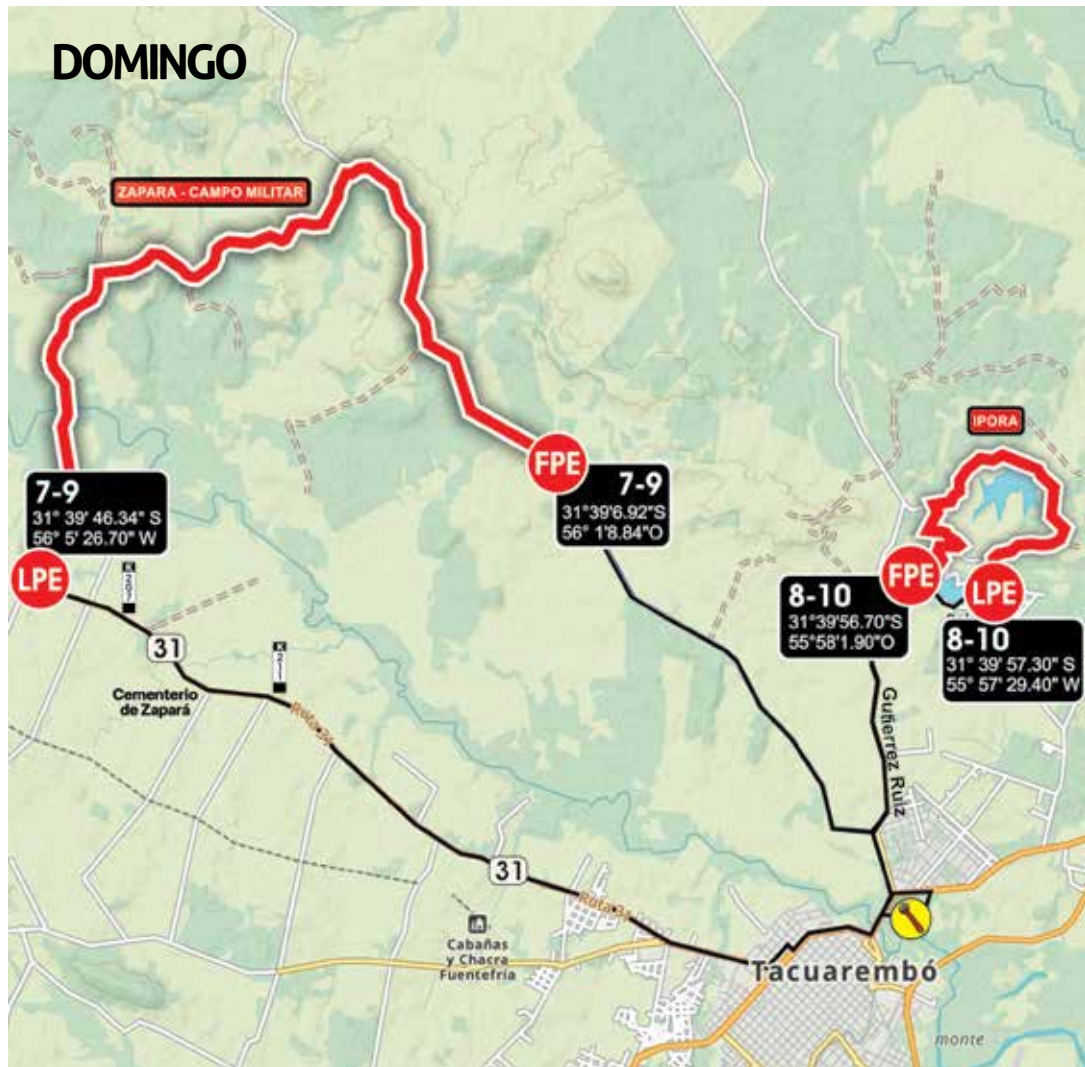 DOMINGO
ZAPARA - CAMPO MILITAR
IPORA
FPE
7-9
31°39'6.92"S
56° 1'8.84"O
7-9
31° 39' 46.34" S
56° 5' 26.70" W
LPE
FPE
LPE
8-10
31°39'56.70"S
55°58'1.90"O
8-10
31° 39' 57.30" S
55° 57' 29.40" W
K
207
31
K
211
Cementerio
de Zapará
Gutierrez Ruiz
31
Cabañas
y Chacra
Fuentefría
Tacuarembó
monte